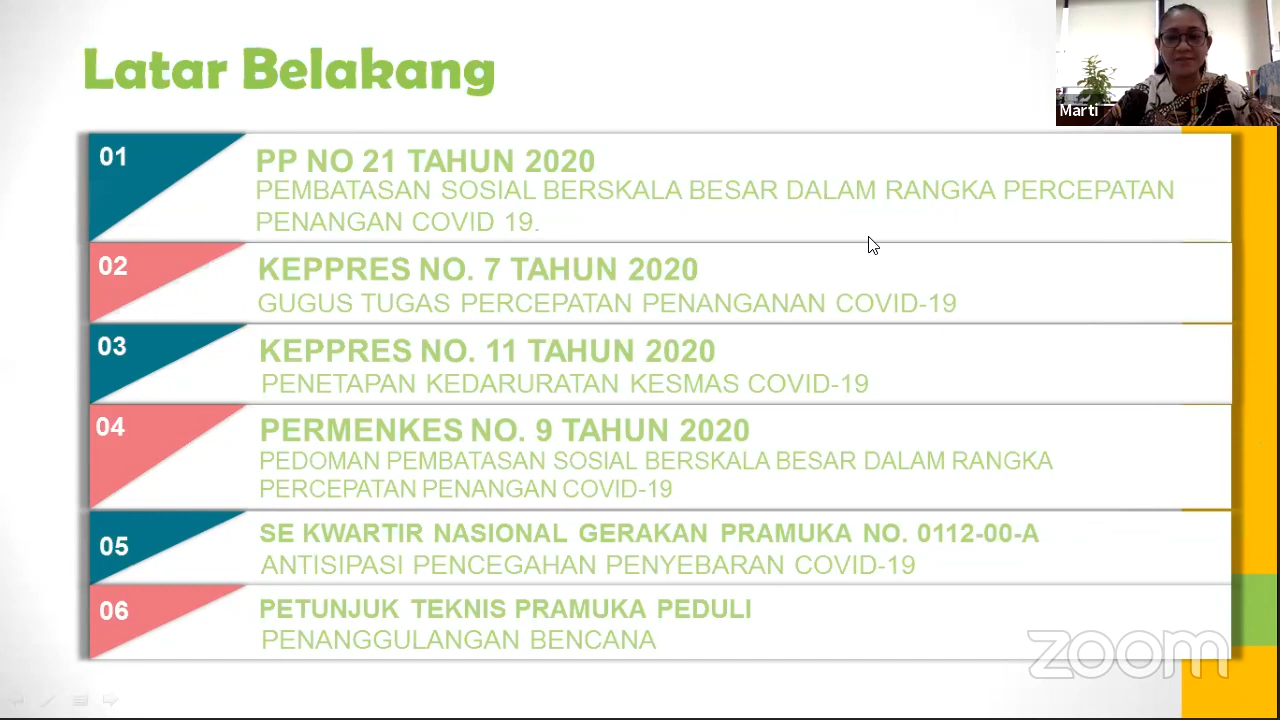 Latar Belakang
Marti
01
PP NO 21 TAHUN 2020
PEMBATASAN SOSIAL BERSKALA BESAR DALAM RANGKA PERCEPATAN
PENANGAN COVID 19.
02
KEPPRES NO. 7 TAHUN 2020
GUGUS TUGAS PERCEPATAN PENANGANAN COVID-19
03
KEPPRES NO. 11 TAHUN 2020
PENETAPAN KEDARURATAN KESMAS COVID-19
04
PERMENKES NO. 9 TAHUN 2020
PEDOMAN PEMBATASAN SOSIAL BERSKALA BESAR DALAM RANGKA
PERCEPATAN PENANGAN COVID-19
05
SE KWARTIR NASIONAL GERAKAN PRAMUKA NO. 0112-00-A
ANTISIPASI PENCEGAHAN PENYEBARAN COVID-19
06
PETUNJUK TEKNIS PRAMUKA PEDULI
PENANGGULANGAN BENCANA
zoom